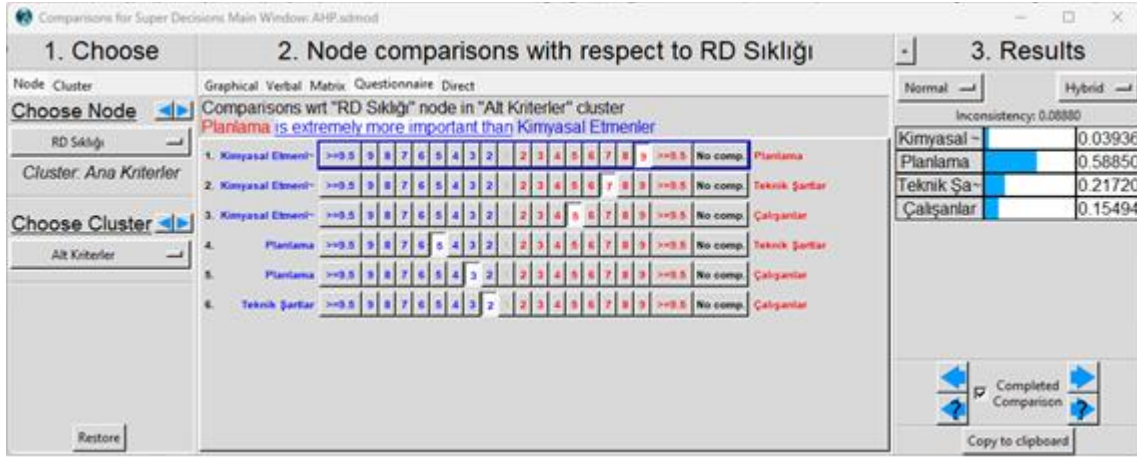 Comparisons for Super Decisions Main Window: AHP.sdmod
1. Choose
2. Node comparisons with respect to RD Sıklığı
3. Results
Node Cluster
Graphical Verbal Matrix Questionnaire Direct
Normal Hybrid
Choose Node
RD Sıklığı
Cluster: Ana Kriterler
Choose Cluster
Alt Kriterler
Restore
Comparisons wrt "RD Sıklığı" node in "Alt Kriterler" cluster
Planlama is extremely more important than Kimyasal Etmenler
1. Kimyasal Etmenl~ >=9.5 9 8 7 6 5 4 3 2 2 3 4 5 6 7 8 9 >=9.5 No comp. Planlama
2. Kimyasal Etmenl~ >=9.5 9 8 7 6 5 4 3 2 2 3 4 5 6 7 8 9 >=9.5 No comp. Teknik Şartlar
3. Kimyasal Etmenl~ >=9.5 9 8 7 6 5 4 3 2 2 3 4 5 6 7 8 9 >=9.5 No comp. Çalışanlar
4. Planlama >=9.5 9 8 7 6 5 4 3 2 2 3 4 5 6 7 8 9 >=9.5 No comp. Teknik Şartlar
5. Planlama >=9.5 9 8 7 6 5 4 3 2 2 3 4 5 6 7 8 9 >=9.5 No comp. Çalışanlar
6. Teknik Şartlar >=9.5 9 8 7 6 5 4 3 2 2 3 4 5 6 7 8 9 >=9.5 No comp. Çalışanlar
Inconsistency: 0.08880
Kimyasal ~ 0.03936
Planlama 0.58850
Teknik Şa~ 0.21720
Çalışanlar 0.15494
Completed
Comparison
Copy to clipboard